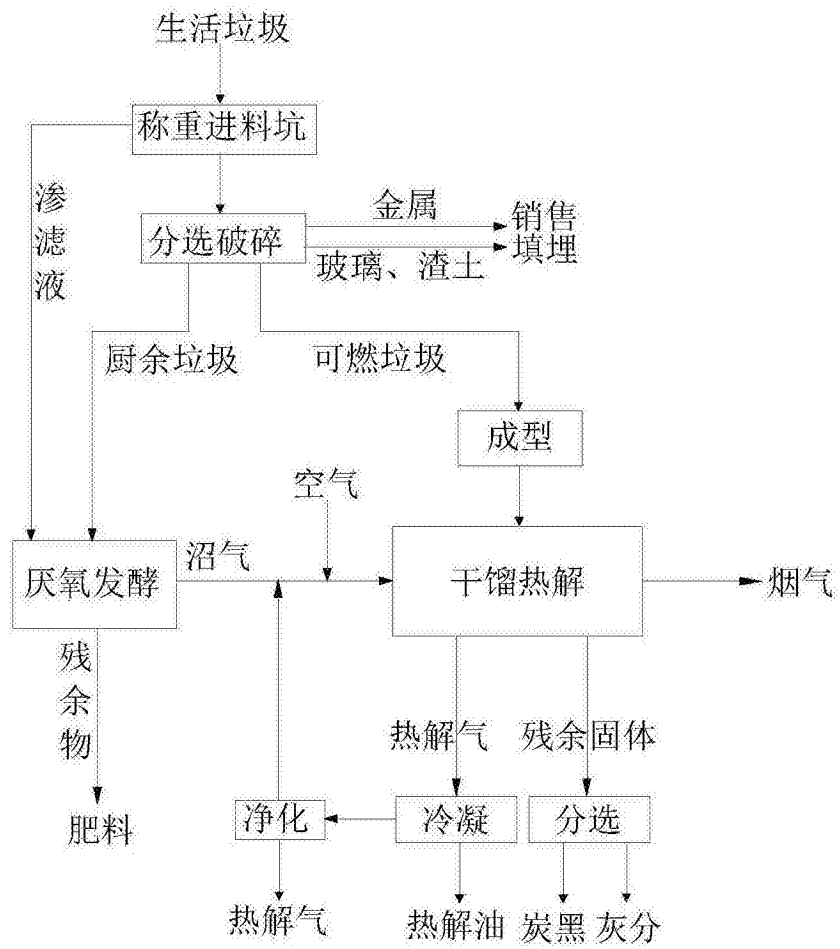 生活垃圾
称重进料坑
渗滤液
金属
销售
分选破碎
填埋
玻璃、渣土
厨余垃圾
可燃垃圾
成型
空气
沼气
厌氧发酵
干馏热解
烟气
残余物
热解气
残余固体
肥料
净化
冷凝
分选
热解气
热解油
炭黑
灰分